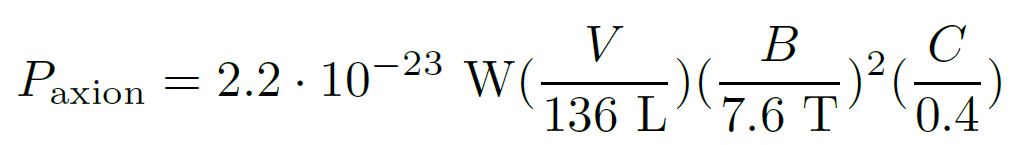 P_axion = 2.2 · 10^−23 W(V/136 L)(B/7.6 T)^2(C/0.4)